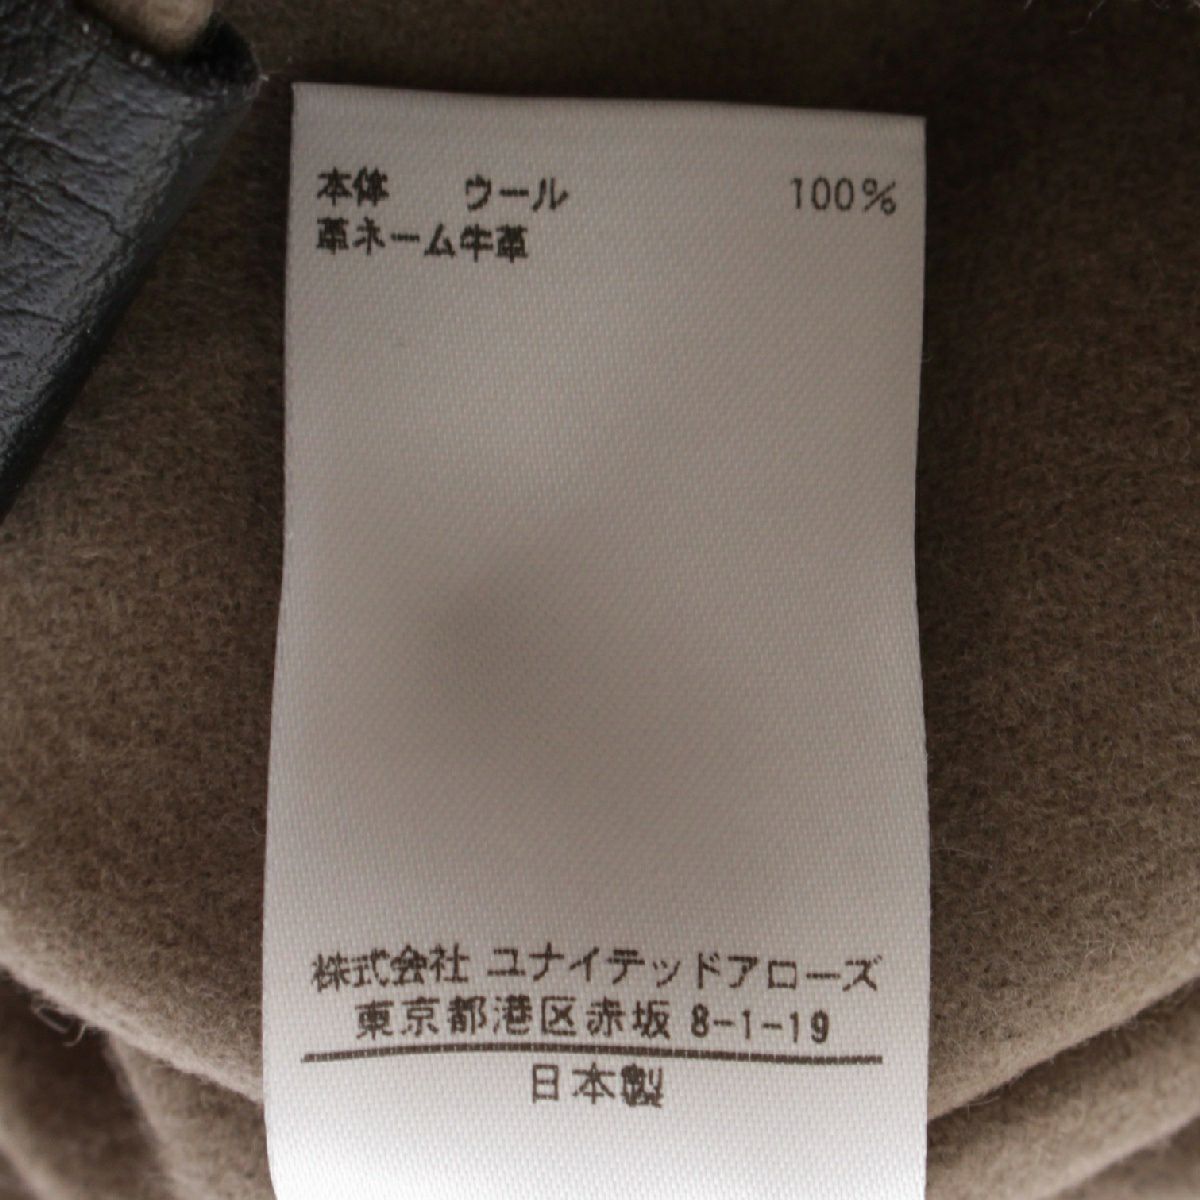 本体 ウール 100%
革ネーム牛革
株式会社 ユナイテッドアローズ
東京都港区赤坂 8-1-19
日本製